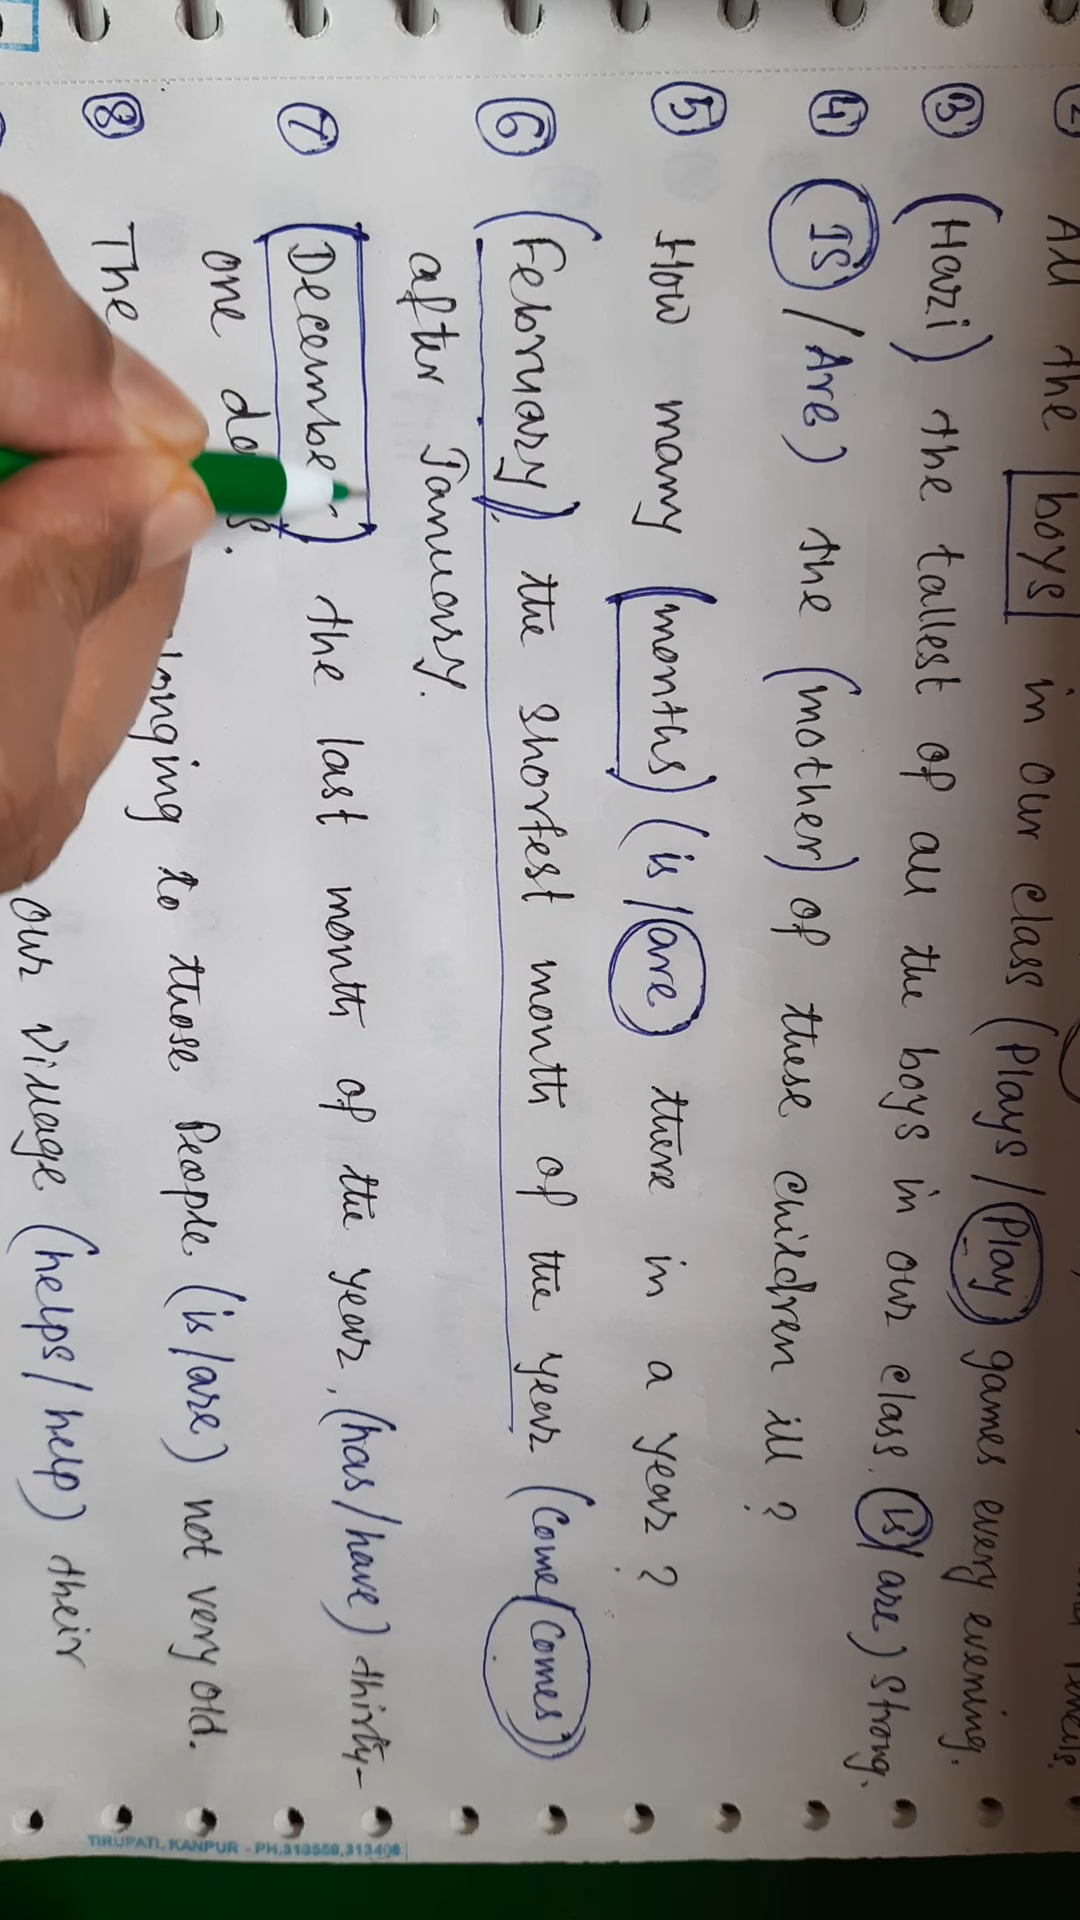 All the boys in our class (Plays/Play) games every evening.
③ (Hari) the tallest of all the boys in our class, (is/are) strong.
④ (Is/Are) the (mother) of these children ill?
⑤ How many (months) (is/are) there in a year?
⑥ (February), the shortest month of the year (Come/Comes)
after January.
⑦ (December) the last month of the year, (has/have) thirty-
one days.
⑧ The longing to those People (is/are) not very old.
our village (helps/help) their
TIRUPATI, KANPUR - PH.313559,313406